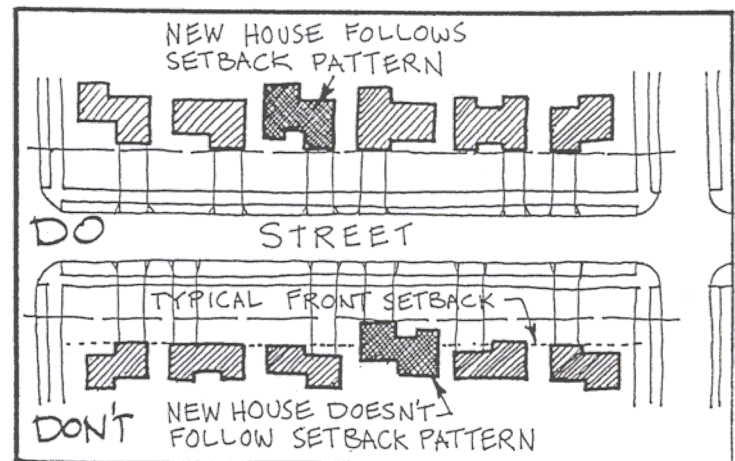 NEW HOUSE FOLLOWS
SETBACK PATTERN
DO
STREET
TYPICAL FRONT SETBACK
DON'T
NEW HOUSE DOESN'T
FOLLOW SETBACK PATTERN